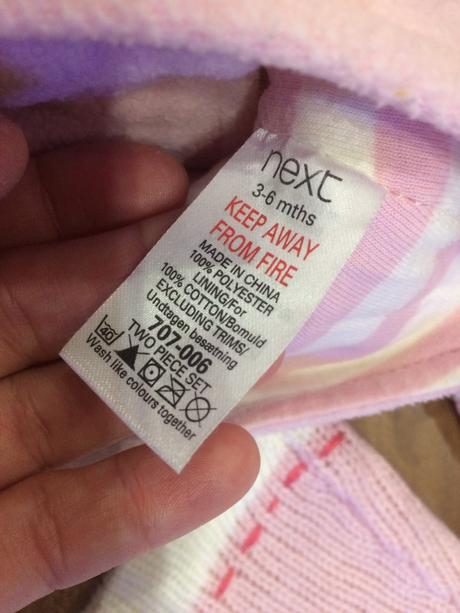 next
3-6 mths
KEEP AWAY
FROM FIRE
MADE IN CHINA
100% POLYESTER
LINING/For
100% COTTON/Bomuld
EXCLUDING TRIMS/
Undtagen besætning
707-006
TWO PIECE SET
40
Wash like colours together